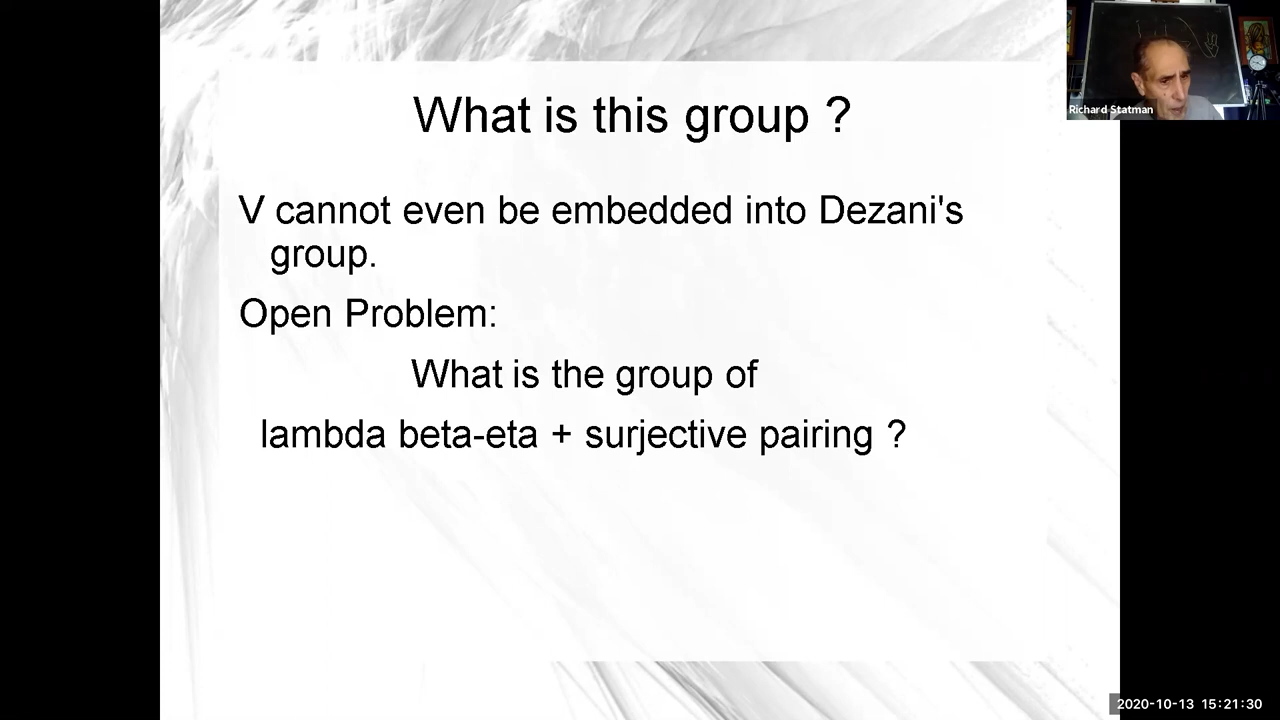 What is this group ?
V cannot even be embedded into Dezani's
group.
Open Problem:
What is the group of
lambda beta-eta + surjective pairing ?
Richard Statman
2020-10-13 15:21:30